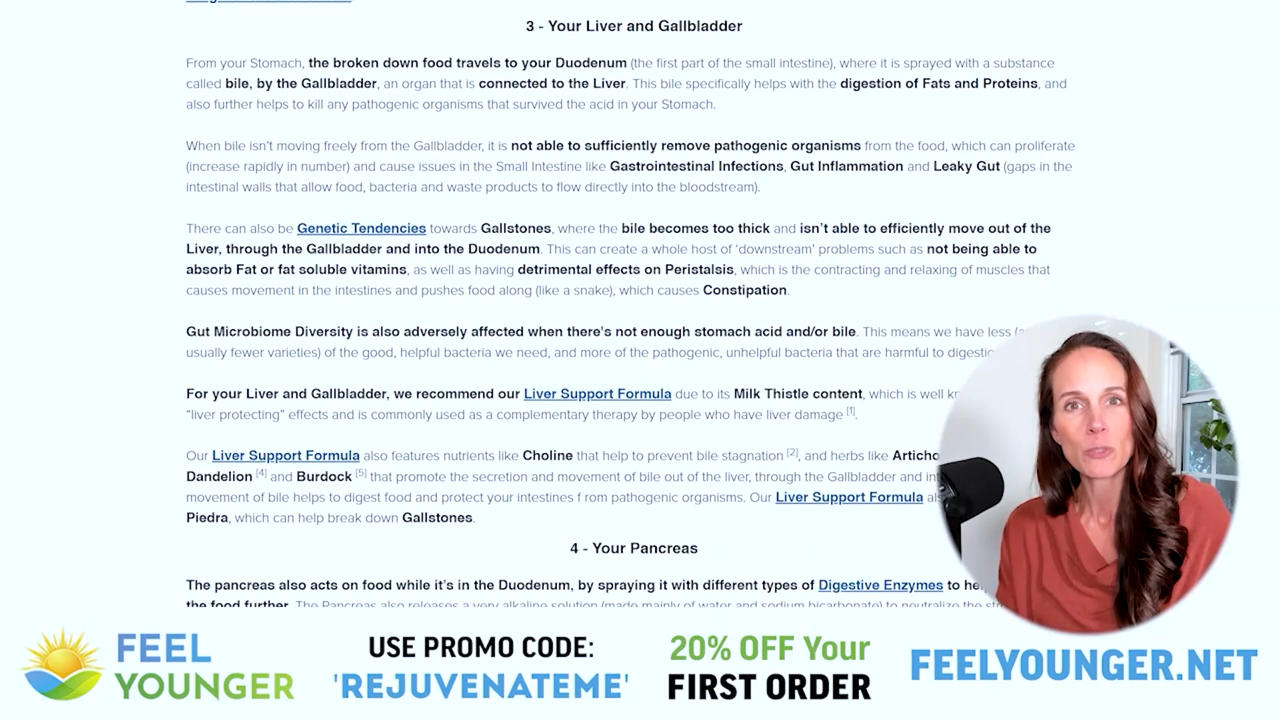 3 - Your Liver and Gallbladder
From your Stomach, the broken down food travels to your Duodenum (the first part of the small intestine), where it is sprayed with a substance
called bile, by the Gallbladder, an organ that is connected to the Liver. This bile specifically helps with the digestion of Fats and Proteins, and
also further helps to kill any pathogenic organisms that survived the acid in your Stomach.
When bile isn't moving freely from the Gallbladder, it is not able to sufficiently remove pathogenic organisms from the food, which can proliferate
(increase rapidly in number) and cause issues in the Small Intestine like Gastrointestinal Infections, Gut Inflammation and Leaky Gut (gaps in the
intestinal walls that allow food, bacteria and waste products to flow directly into the bloodstream).
There can also be Genetic Tendencies towards Gallstones, where the bile becomes too thick and isn't able to efficiently move out of the
Liver, through the Gallbladder and into the Duodenum. This can create a whole host of 'downstream' problems such as not being able to
absorb Fat or fat soluble vitamins, as well as having detrimental effects on Peristalsis, which is the contracting and relaxing of muscles that
causes movement in the intestines and pushes food along (like a snake), which causes Constipation.
Gut Microbiome Diversity is also adversely affected when there's not enough stomach acid and/or bile. This means we have less
usually fewer varieties) of the good, helpful bacteria we need, and more of the pathogenic, unhelpful bacteria that are harmful to
For your Liver and Gallbladder, we recommend our Liver Support Formula due to its Milk Thistle content, which is well
"liver protecting" effects and is commonly used as a complementary therapy by people who have liver damage [1].
Our Liver Support Formula also features nutrients like Choline that help to prevent bile stagnation [2], and herbs like
Dandelion [4] and Burdock [5] that promote the secretion and movement of bile out of the liver, through the Gallbladder and
movement of bile helps to digest food and protect your intestines f rom pathogenic organisms. Our Liver Support Formula
Piedra, which can help break down Gallstones.
4 - Your Pancreas
The pancreas also acts on food while it's in the Duodenum, by spraying it with different types of Digestive Enzymes to
the food further. The Pancreas also releases a very alkaline solution (made mainly of water and sodium bicarbonate) to neutralize the
FEEL
YOUNGER
USE PROMO CODE:
'REJUVENATEME'
20% OFF Your
FIRST ORDER
FEELYOUNGER.NET